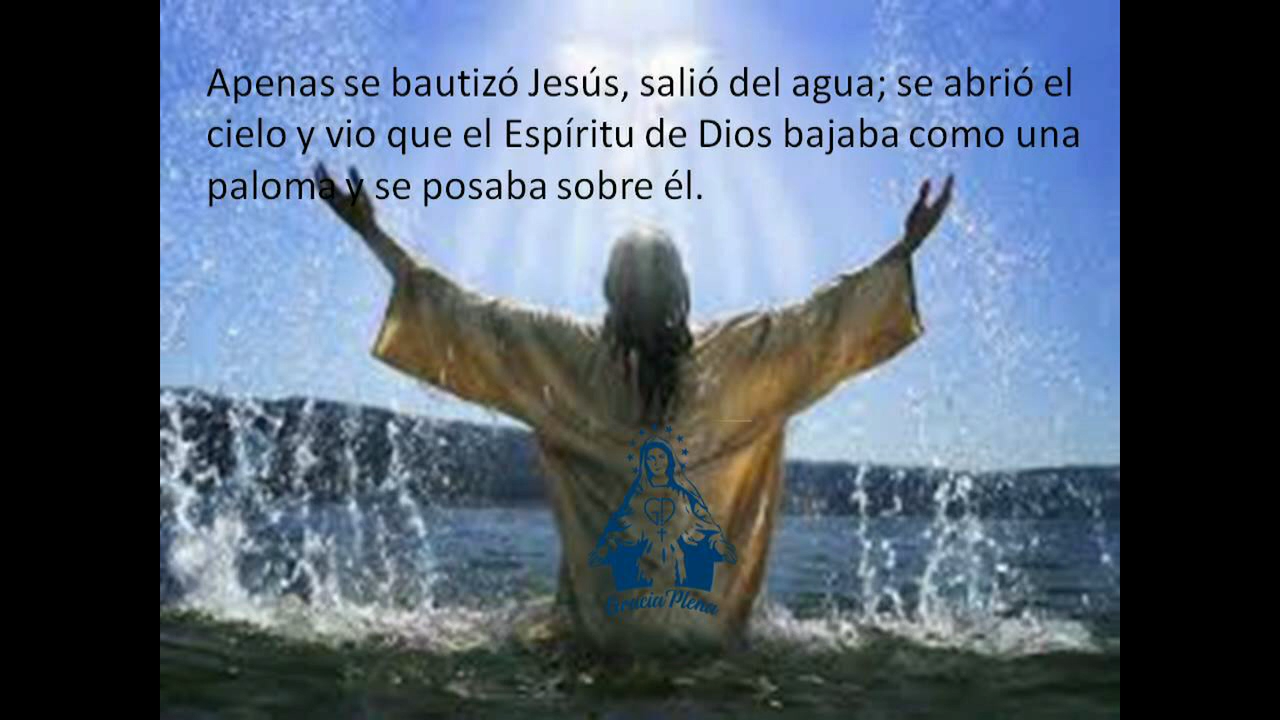 Apenas se bautizó Jesús, salió del agua; se abrió el
cielo y vio que el Espíritu de Dios bajaba como una
paloma y se posaba sobre él.
Gracia Plena